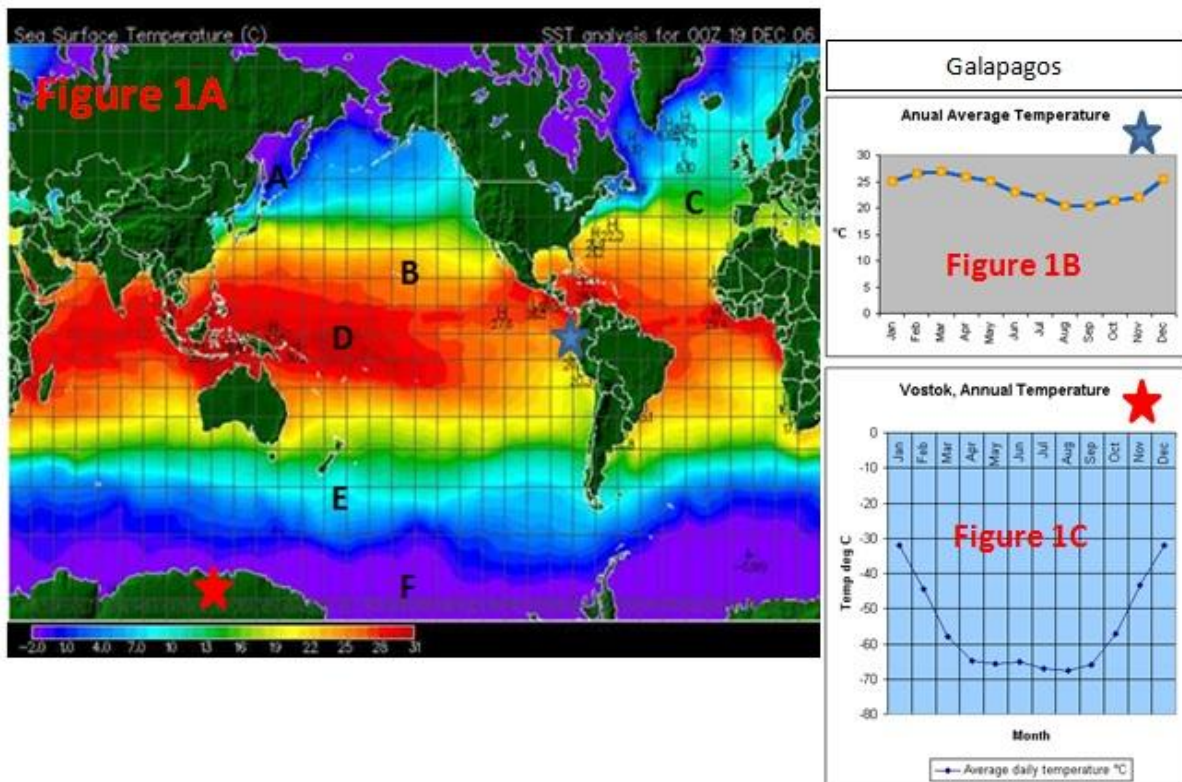 Sea Surface Temperature (C)
SST analysis for 00Z 19 DEC 06
Figure 1A
A
C
B
D
E
F
-2.0 1.0 4.0 7.0 10 13 16 19 22 25 28 31
Galapagos
Anual Average Temperature
30
25
20
15
10
5
0
°C
Figure 1B
Jan Feb Mar Apr May Jun Jul Aug Sep Oct Nov Dec
Vostok, Annual Temperature
0
-10
-20
-30
-40
-50
-60
-70
-80
Jan Feb Mar Apr May Jun Jul Aug Sep Oct Nov Dec
Figure 1C
Temp deg C
Month
Average daily temperature °C